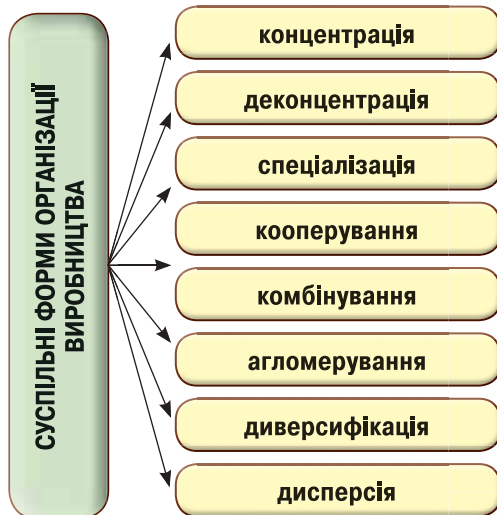 СУСПІЛЬНІ ФОРМИ ОРГАНІЗАЦІЇ
ВИРОБНИЦТВА
концентрація
деконцентрація
спеціалізація
кооперування
комбінування
агломерування
диверсифікація
дисперсія